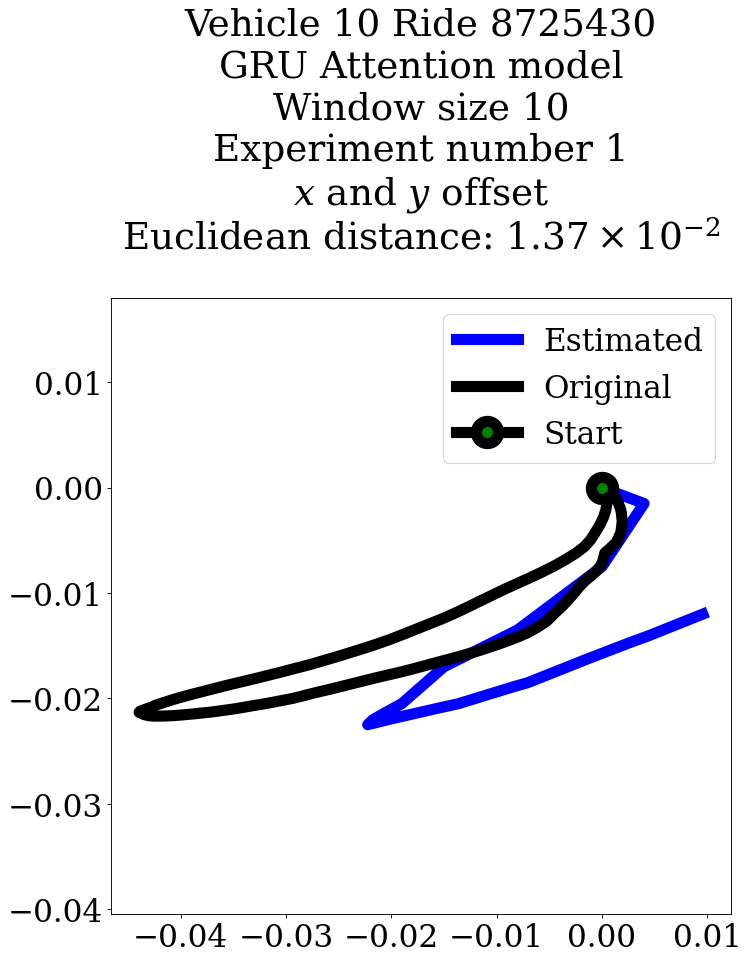 Vehicle 10 Ride 8725430
GRU Attention model
Window size 10
Experiment number 1
x and y offset
Euclidean distance: 1.37 × 10⁻²
Estimated
Original
Start
0.01
0.00
−0.01
−0.02
−0.03
−0.04
−0.04 −0.03 −0.02 −0.01 0.00 0.01